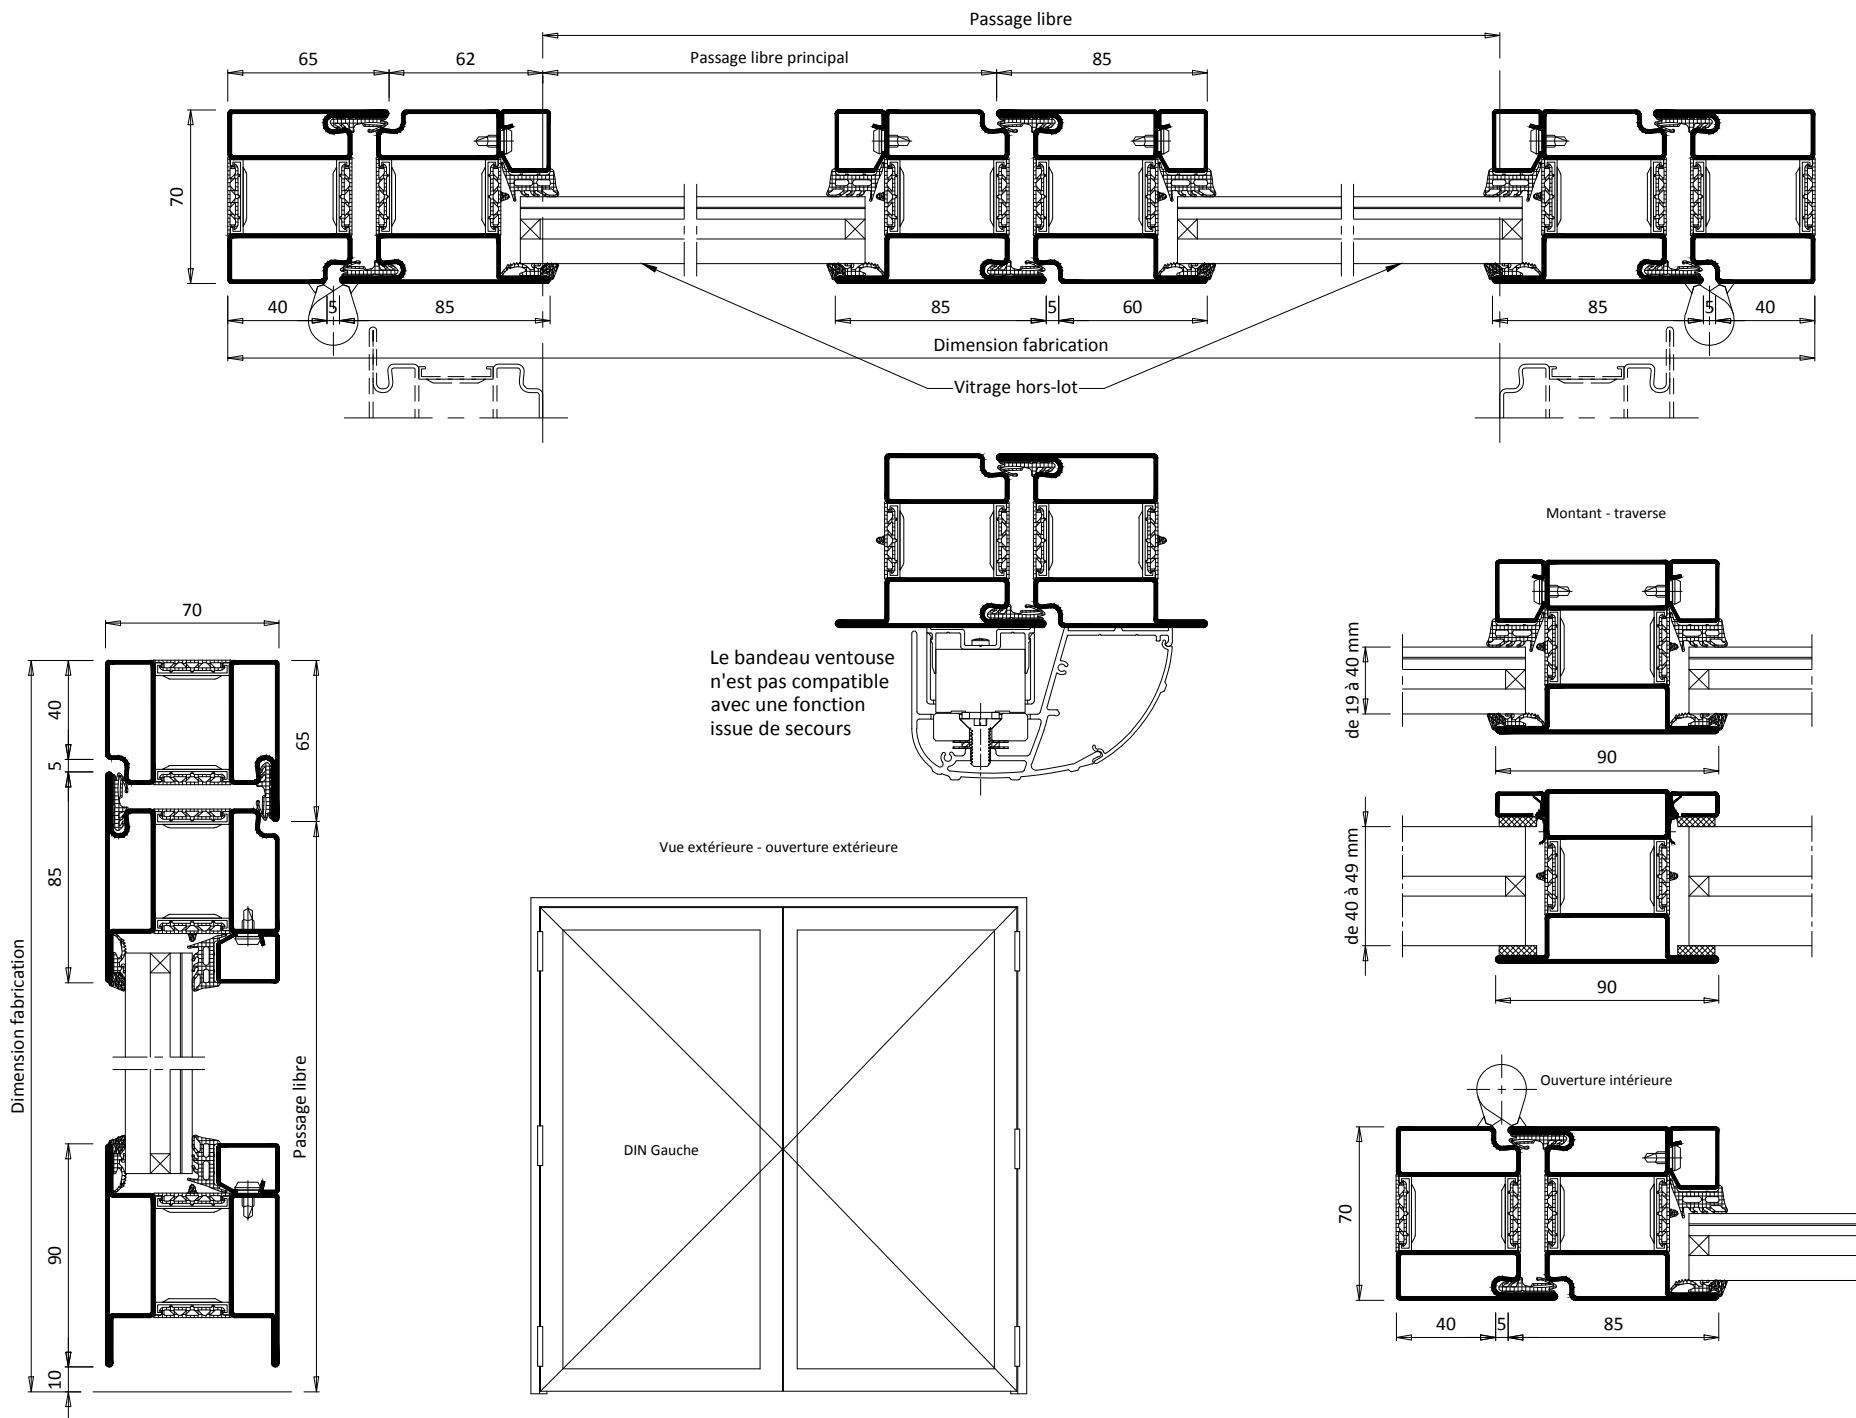 Passage libre
65
62
Passage libre principal
85
70
40
5
85
85
5
60
85
5
40
Dimension fabrication
Vitrage hors-lot
Le bandeau ventouse
n'est pas compatible
avec une fonction
issue de secours
Montant - traverse
de 19 à 40 mm
90
de 40 à 49 mm
90
70
40
5
85
65
Dimension fabrication
Passage libre
90
10
Vue extérieure - ouverture extérieure
DIN Gauche
Ouverture intérieure
70
40
5
85